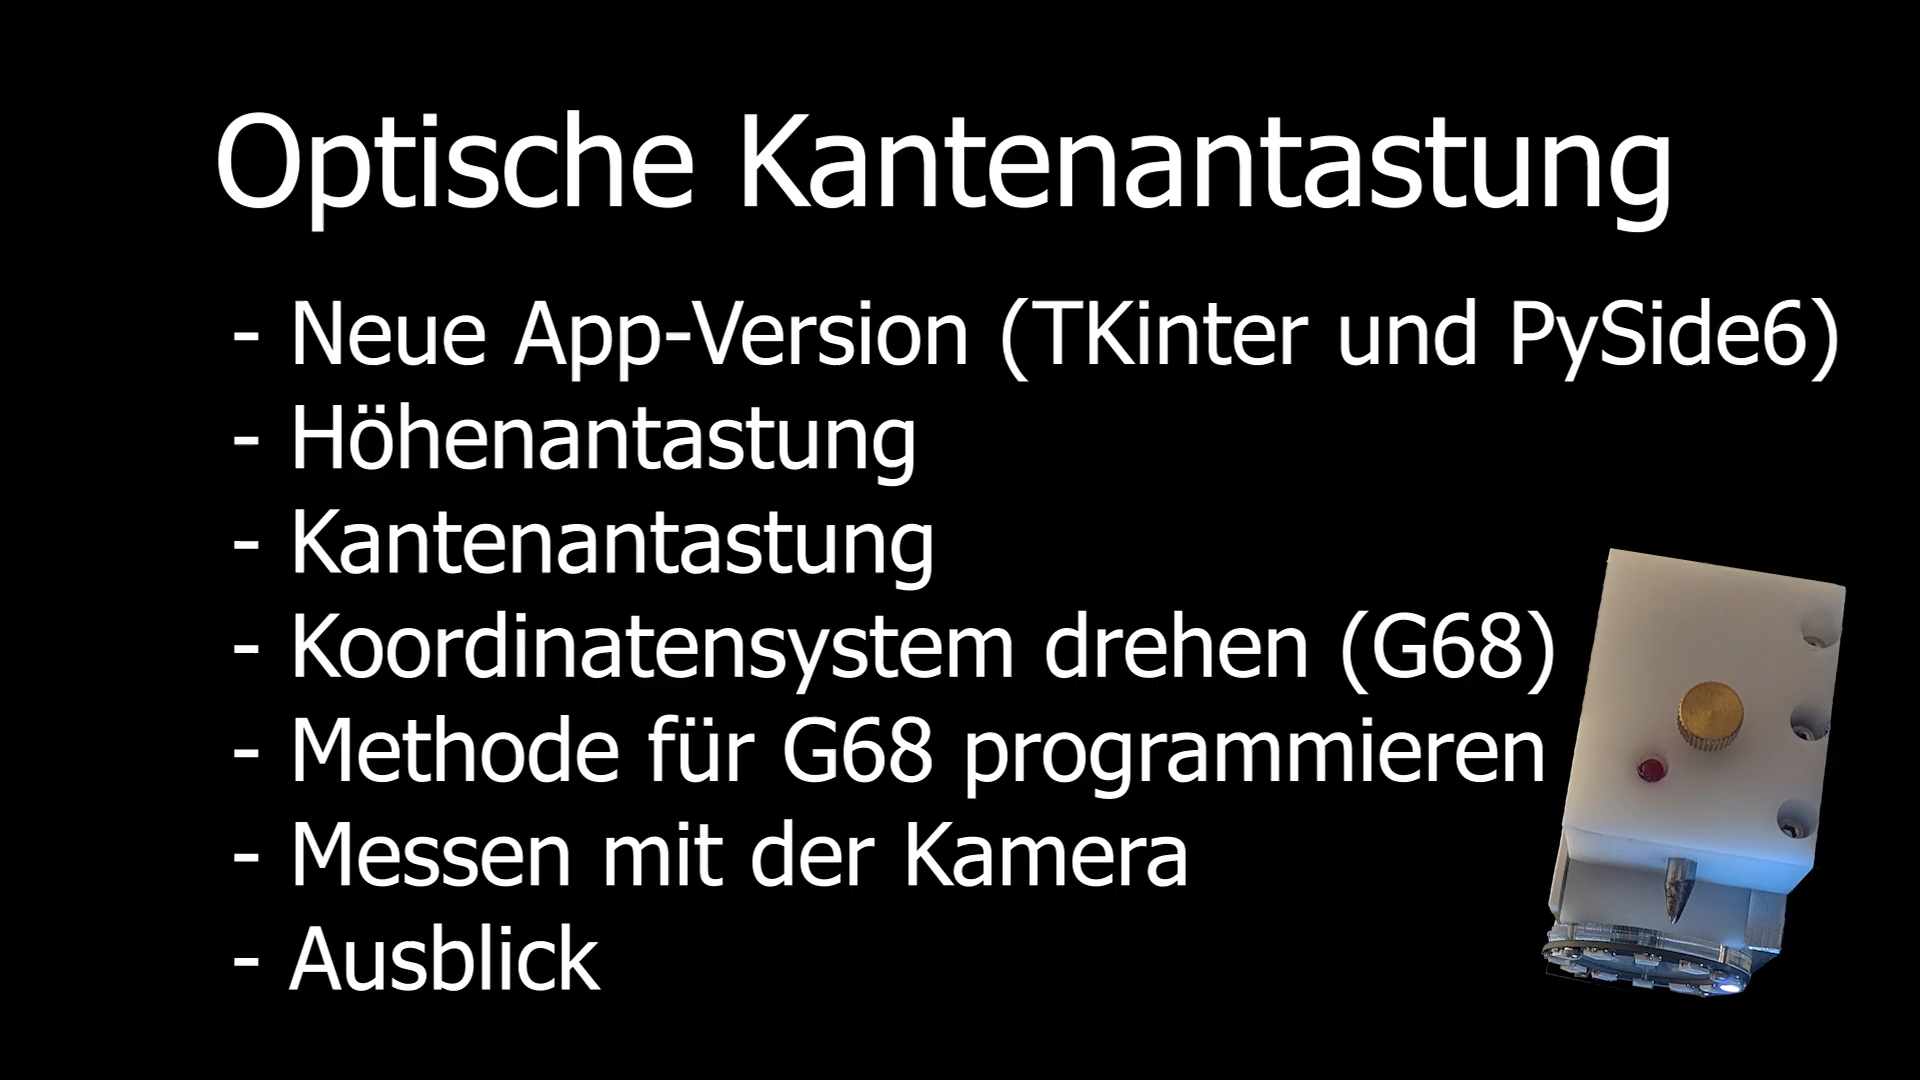 Optische Kantenantastung
- Neue App-Version (TKinter und PySide6)
- Höhenantastung
- Kantenantastung
- Koordinatensystem drehen (G68)
- Methode für G68 programmieren
- Messen mit der Kamera
- Ausblick